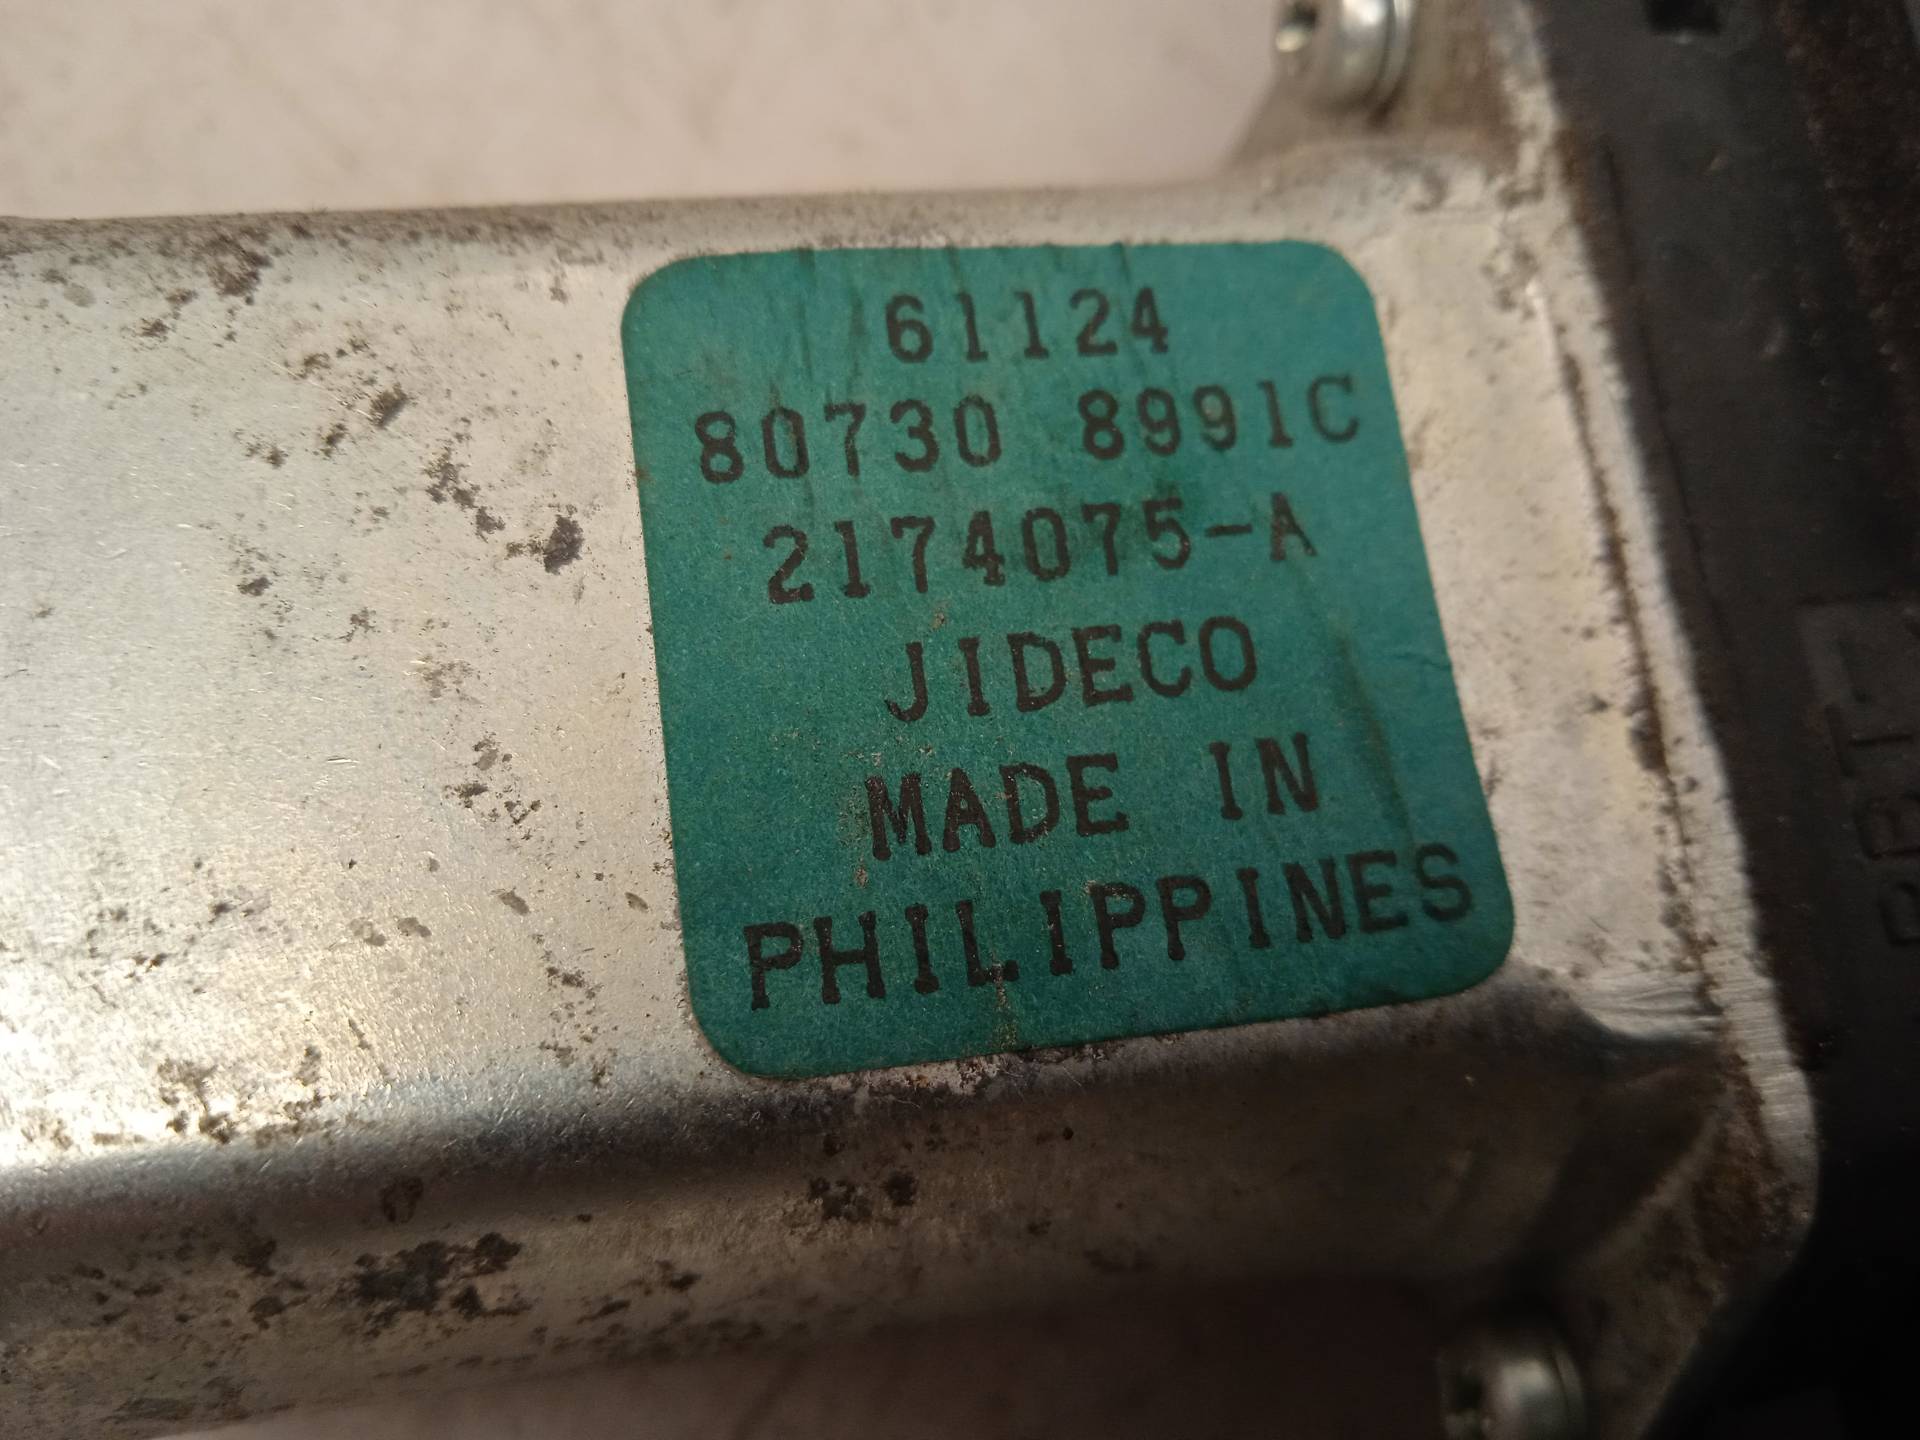 61124
80730 8991C
2174075-A
JIDECO
MADE IN
PHILIPPINES